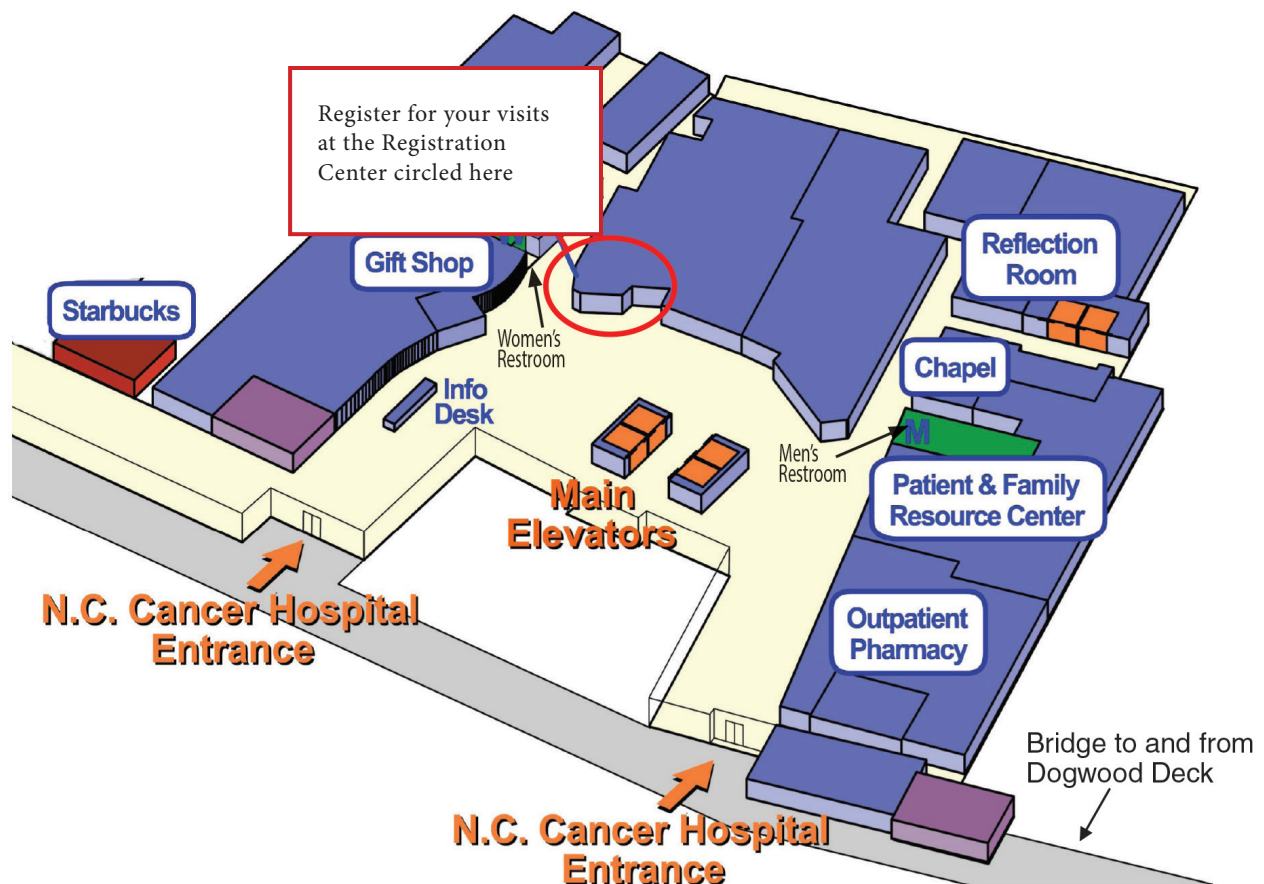 Register for your visits
at the Registration
Center circled here
Gift Shop
Starbucks
Women's
Restroom
Info
Desk
Reflection
Room
Chapel
M
Men's
Restroom
Patient & Family
Resource Center
Main
Elevators
N.C. Cancer Hospital
Entrance
Outpatient
Pharmacy
Bridge to and from
Dogwood Deck
N.C. Cancer Hospital
Entrance